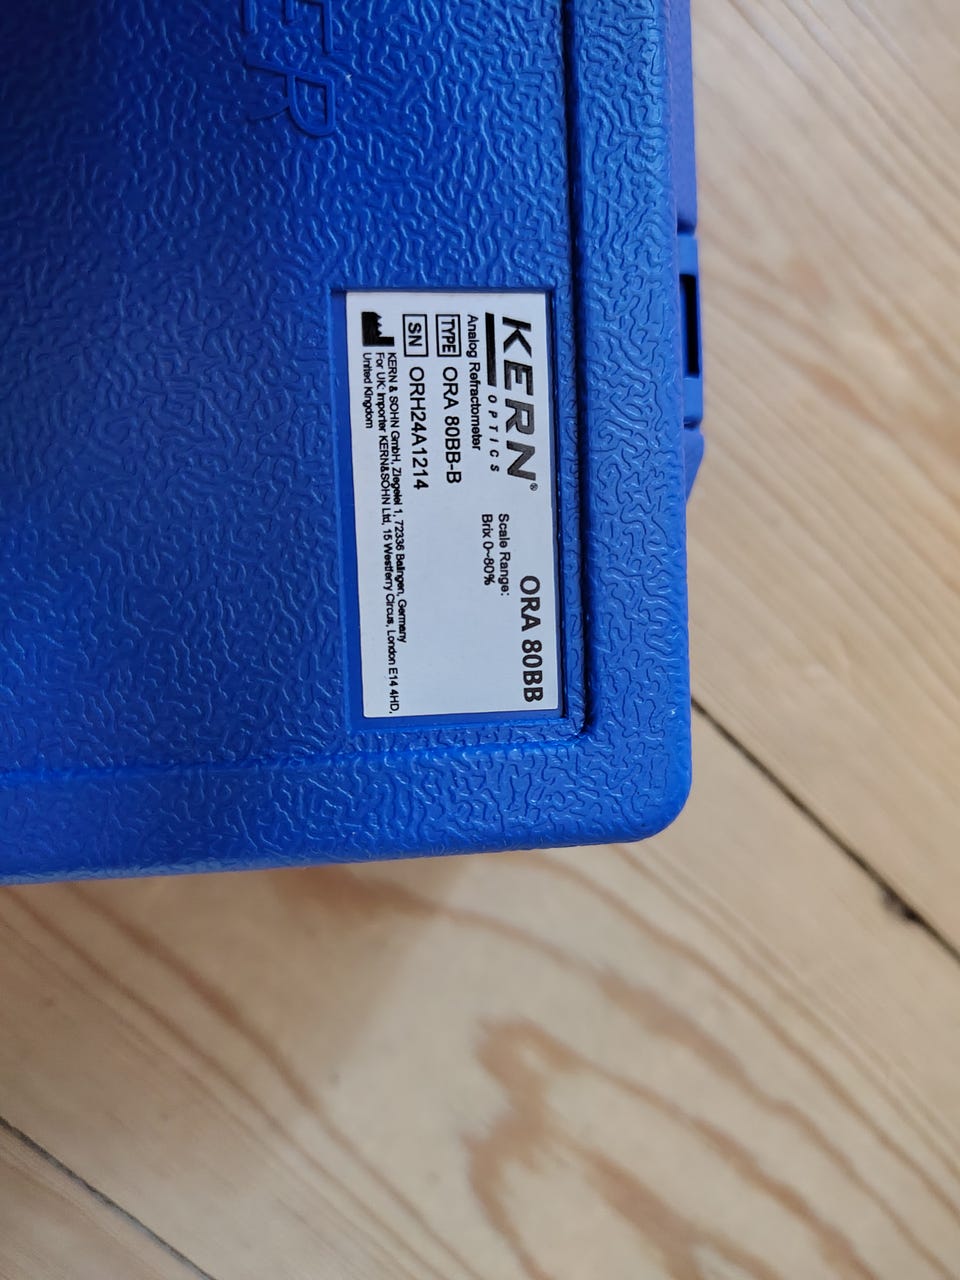 KERN®
OPTICS
Analog Refractometer
ORA 80BB
Scale Range:
Brix 0~80%
TYPE ORA 80BB-B
SN ORH24A1214
KERN & SOHN GmbH, Ziegelei 1, 72336 Balingen, Germany
For UK: Importer KERN&SOHN Ltd, 15 Westferry Circus, London E14 4HD,
United Kingdom